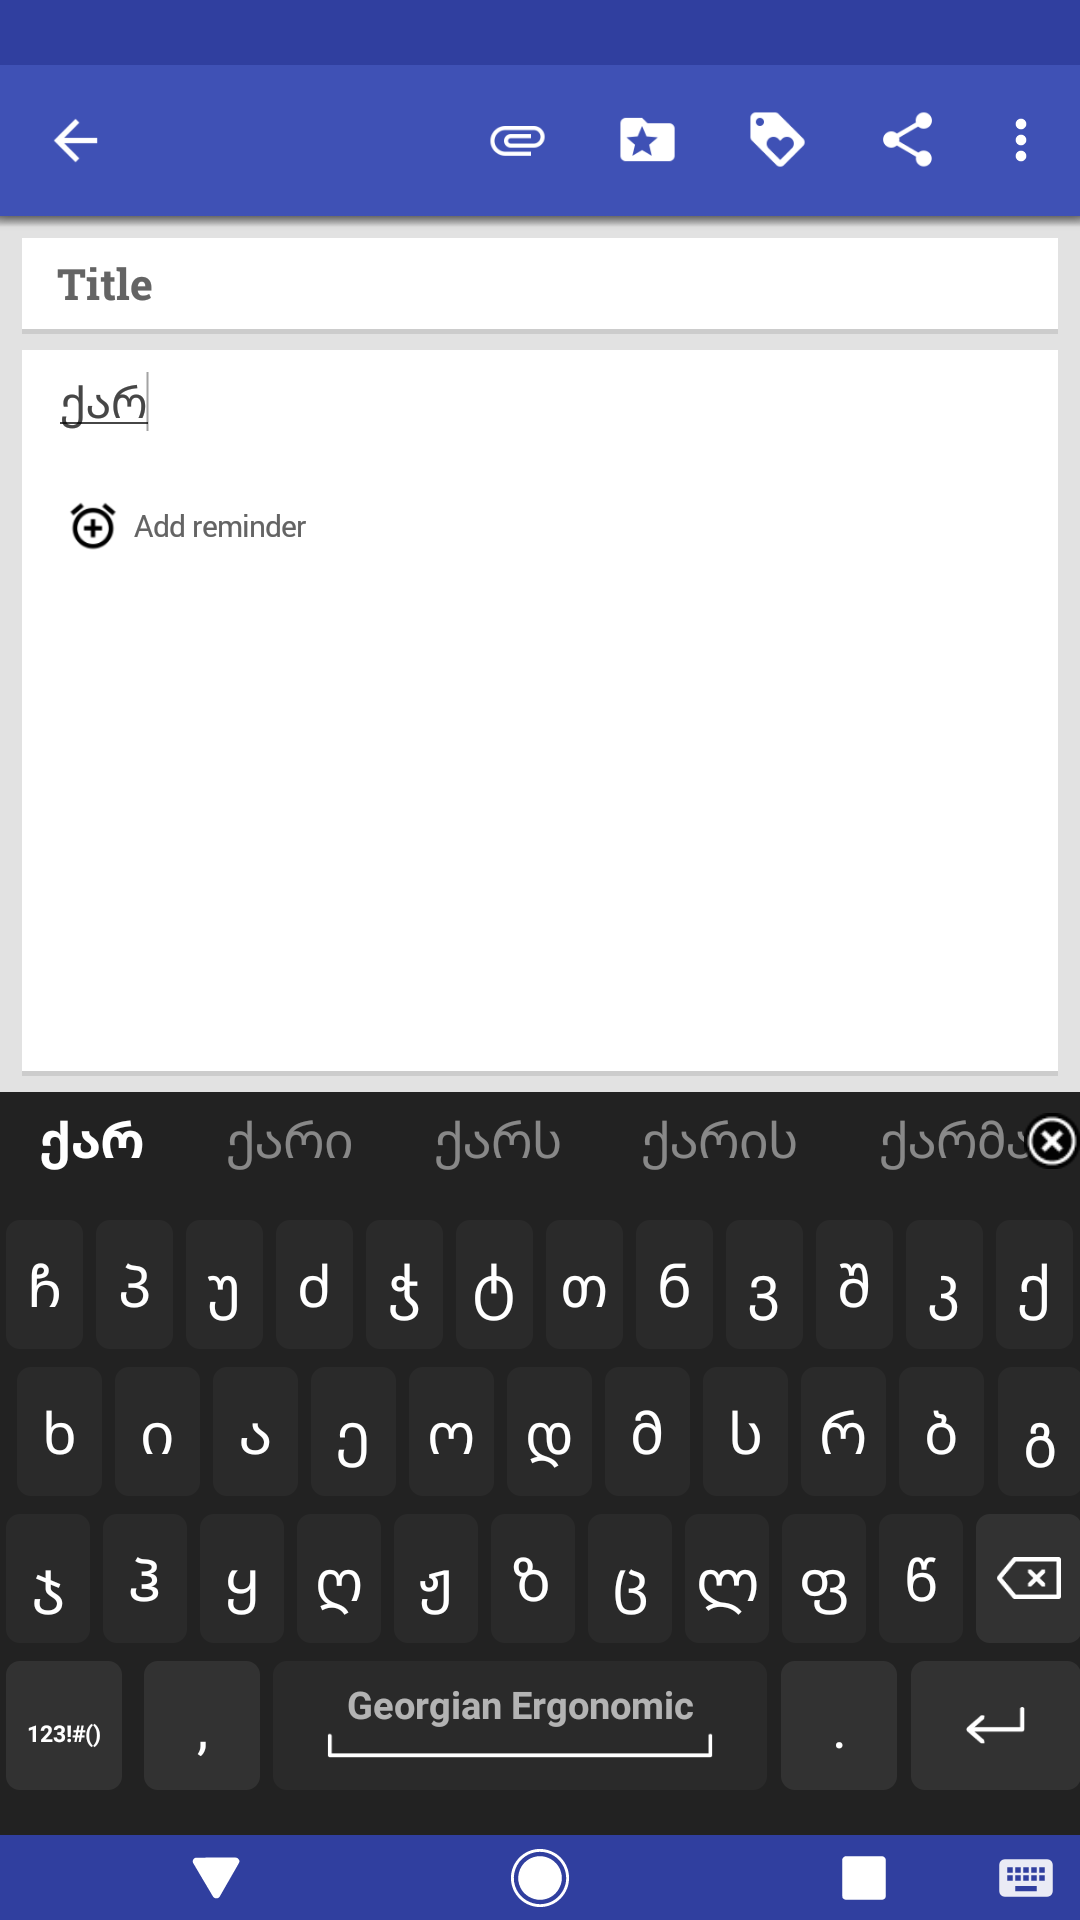 Title
ქარ
Add reminder
ქარ ქარი ქარს ქარის ქარმა
ჩ პ უ ძ ჭ ტ თ ნ ვ შ კ ქ
ხ ი ა ე ო დ მ ს რ ბ გ
ჯ ჰ ყ ღ ჟ ზ ც ლ ფ წ
123!#() , Georgian Ergonomic .